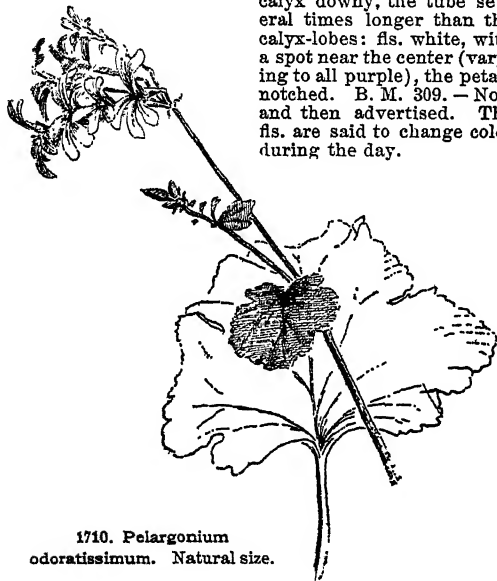 calyx downy, the tube sev-
eral times longer than the
calyx-lobes: fls. white, with
a spot near the center (vary-
ing to all purple), the petals
notched. B. M. 309. – Now
and then advertised. The
fls. are said to change color
during the day.
1710. Pelargonium
odoratissimum. Natural size.